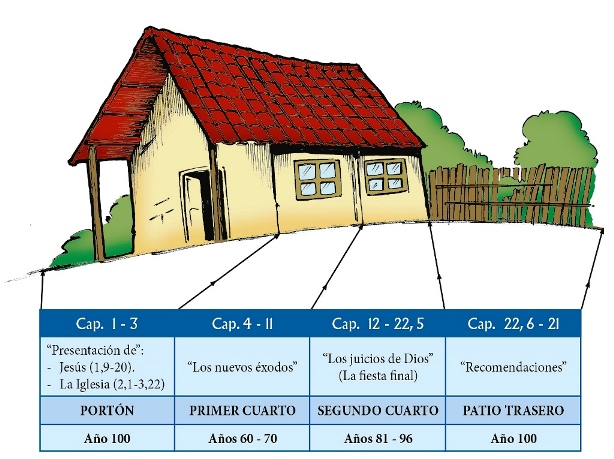 Cap. 1 - 3
Cap. 4 - 11
Cap. 12 - 22, 5
Cap. 22, 6 - 21
“Presentación de”:
- Jesús (1,9-20).
- La Iglesia (2,1-3,22)
“Los nuevos éxodos”
“Los juicios de Dios”
(La fiesta final)
“Recomendaciones”
PORTÓN
PRIMER CUARTO
SEGUNDO CUARTO
PATIO TRASERO
Año 100
Años 60 - 70
Años 81 - 96
Año 100